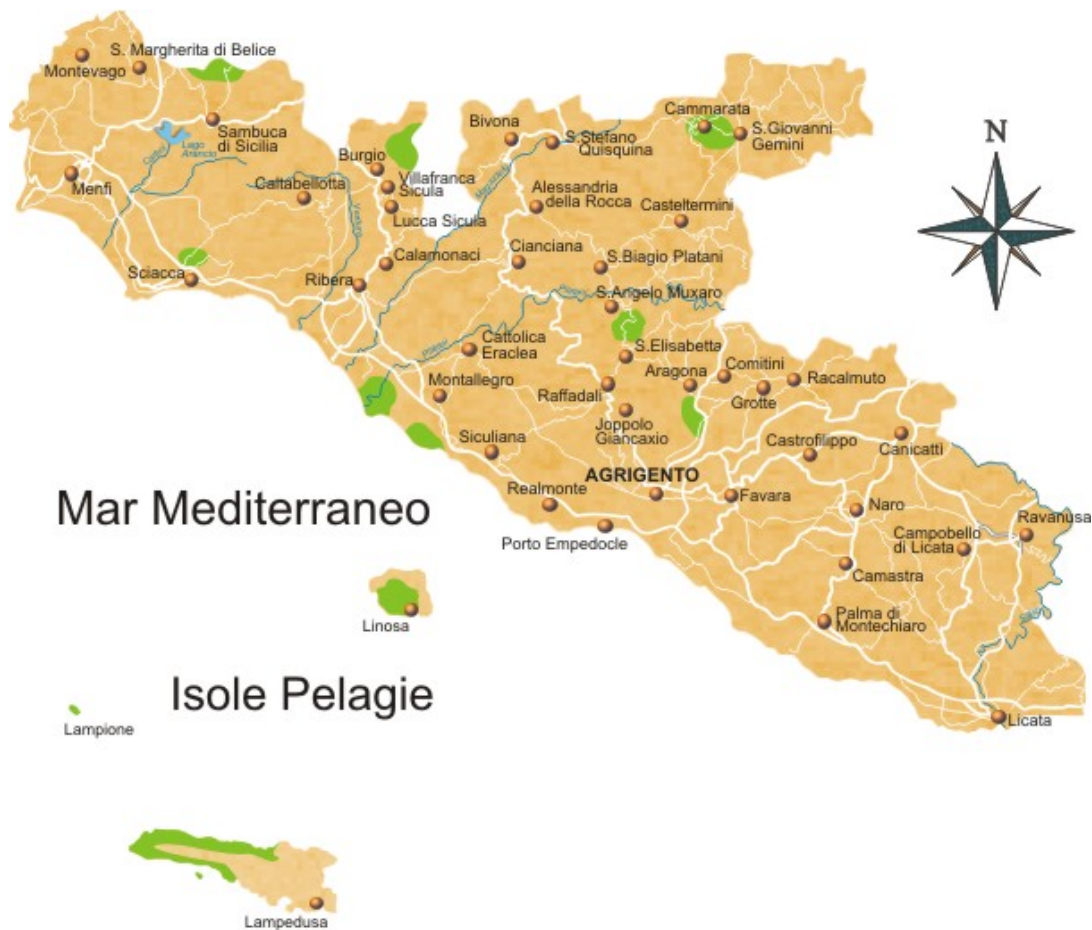 S. Margherita di Belice
Montevago
Cammarata
Bivona
S.Stefano
Quisquina
S.Giovanni
Gemini
Sambuca
di Sicilia
Lago
Burgio
Menfi
Caltabellotta
Villafranca
Sicula
Alessandria
della Rocca
Casteltermini
Lucca Sicula
N
Cianciana
S.Biagio Platani
Calamonaci
Sciacca
Ribera
S.Angelo Muxaro
Cattolica
Eraclea
S.Elisabetta
Comitini
Aragona
Racalmuto
Montallegro
Raffadali
Grotte
Joppolo
Giancaxio
Siculiana
Castrofilippo
Canicatti
AGRIGENTO
Realmonte
Favara
Naro
Mar Mediterraneo
Ravanusa
Campobello
di Licata
Porto Empedocle
Camastra
Linosa
Palma di
Montechiaro
Isole Pelagie
Lampione
Licata
Lampedusa